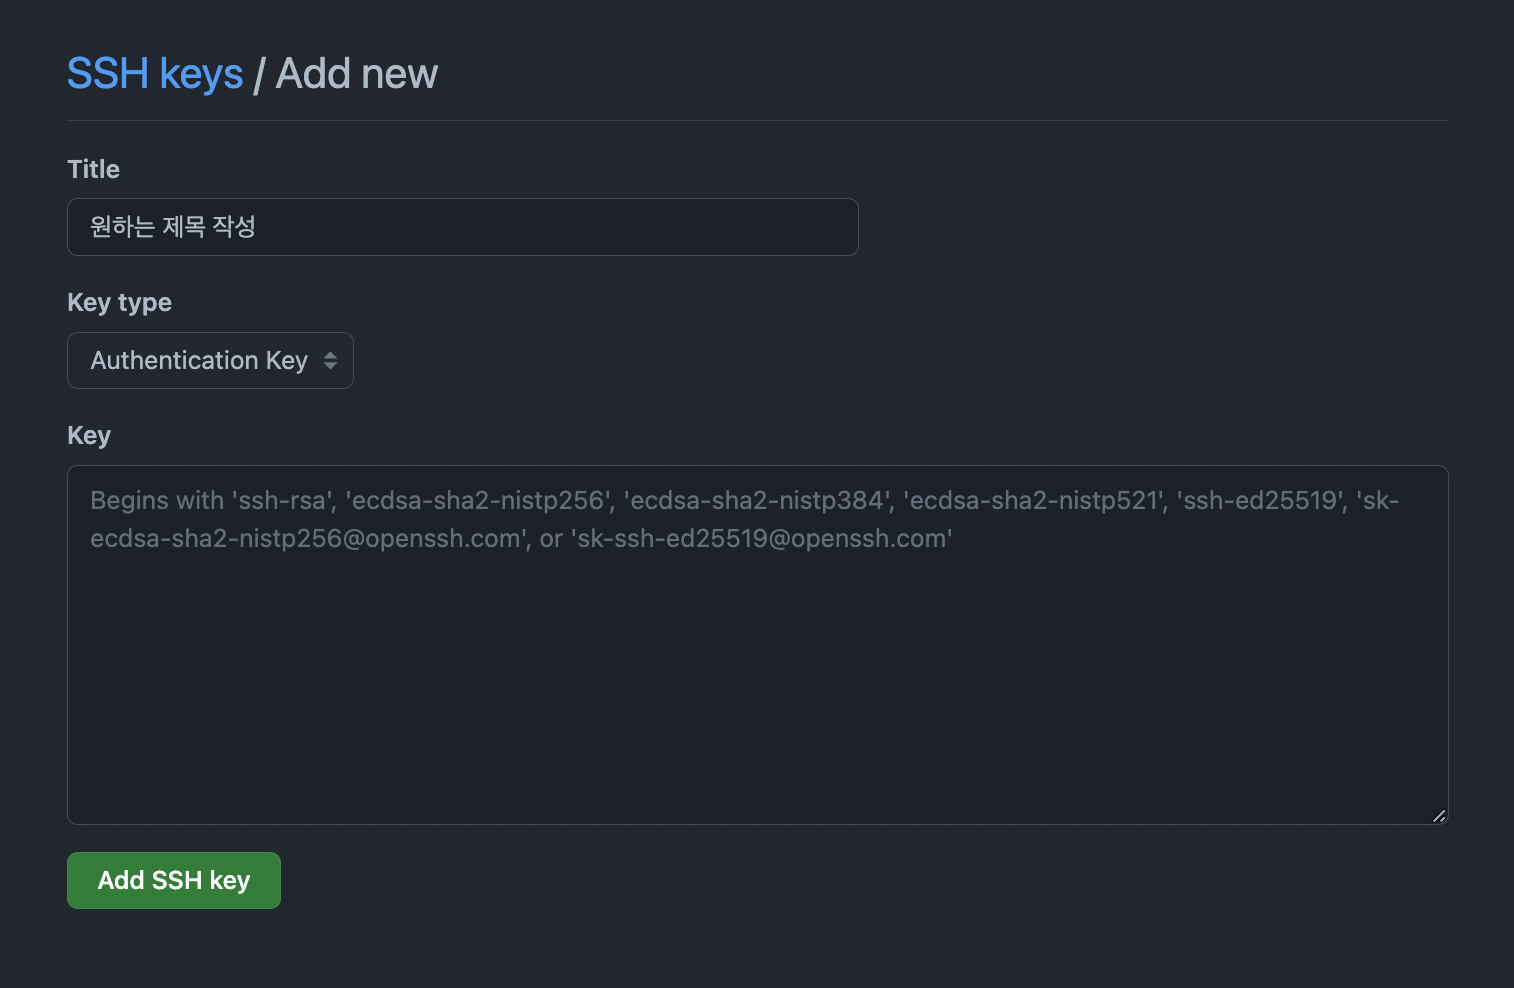 SSH keys / Add new
Title
원하는 제목 작성
Key type
Authentication Key
Key
Begins with 'ssh-rsa', 'ecdsa-sha2-nistp256', 'ecdsa-sha2-nistp384', 'ecdsa-sha2-nistp521', 'ssh-ed25519', 'sk-
ecdsa-sha2-nistp256@openssh.com', or 'sk-ssh-ed25519@openssh.com'
Add SSH key